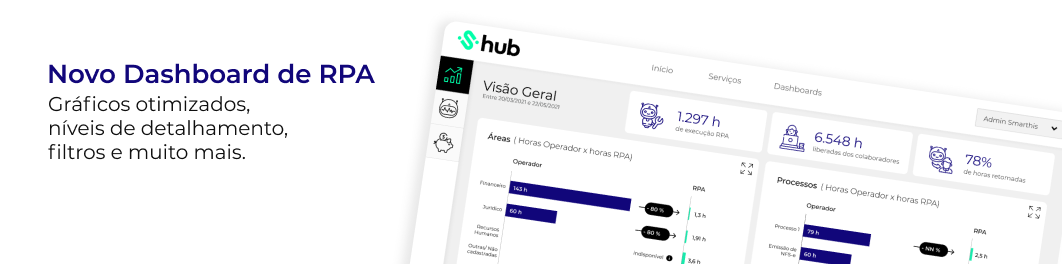 Novo Dashboard de RPA
Gráficos otimizados,
níveis de detalhamento,
filtros e muito mais.
hub
Início
Serviços
Dashboards
Admin Smarthis
Visão Geral
Entre 20/03/2021 e 22/05/2021
1.297 h
de execução RPA
6.548 h
liberadas dos colaboradores
78%
de horas retomadas
Áreas ( Horas Operador x horas RPA)
Operador
RPA
Financeiro
143 h
- 80 %
1,3 h
Jurídico
60 h
- 80 %
1,91 h
Recursos
Humanos
Indisponível
3,6 h
Outras/ Não
cadastradas
Processos ( Horas Operador x horas RPA)
Operador
RPA
Processo 1
79 h
- NN %
2,5 h
Emissão de
NFS-e
60 h